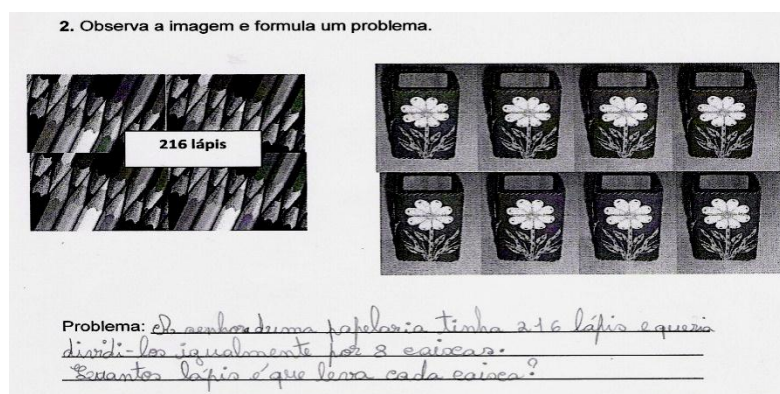 2. Observa a imagem e formula um problema.
216 lápis
Problema: A senhora duma papelaria tinha 216 lápis e queria
dividi-los igualmente por 8 caixas.
Quantos lápis é que leva cada caixa?